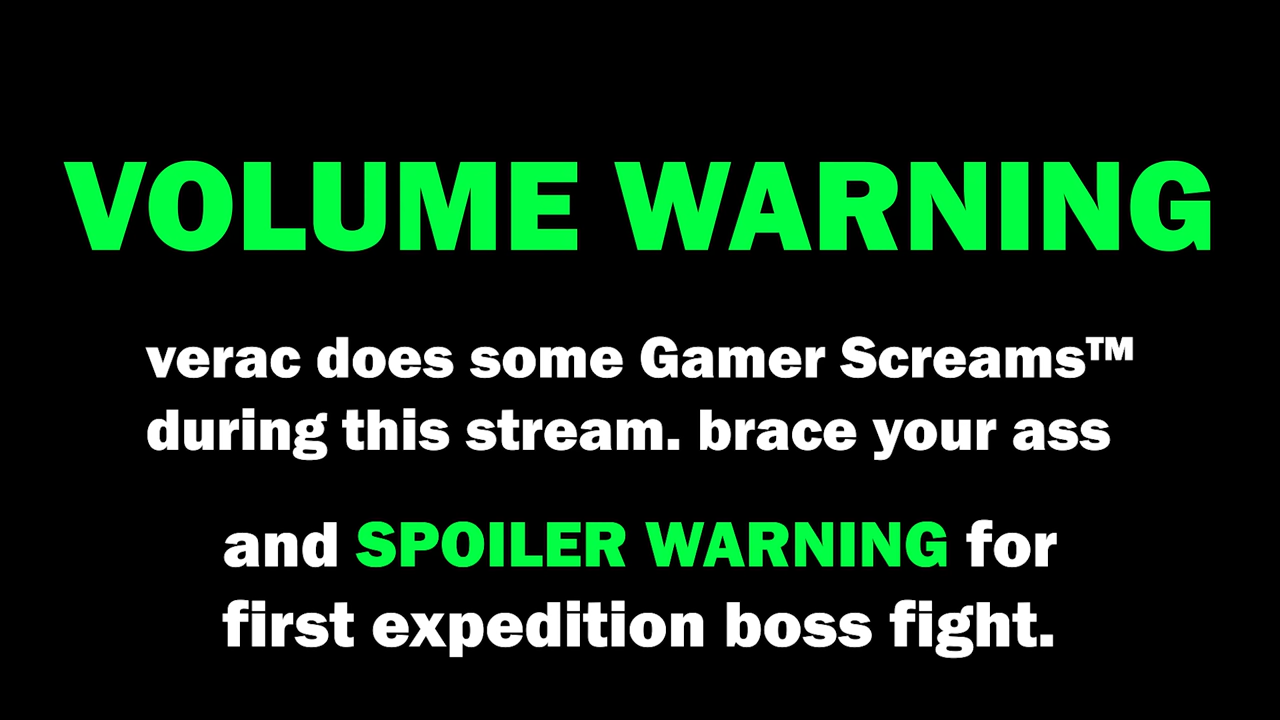 VOLUME WARNING
verac does some Gamer Screams™
during this stream. brace your ass
and SPOILER WARNING for
first expedition boss fight.